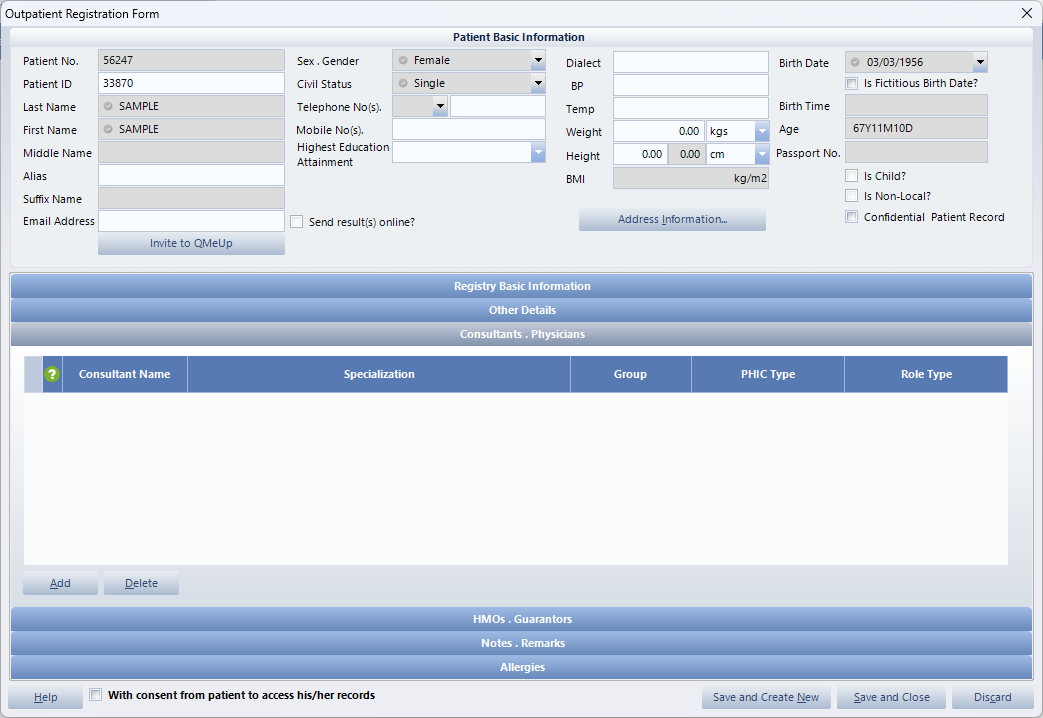 Outpatient Registration Form
Patient Basic Information
Patient No. 56247
Patient ID 33870
Last Name SAMPLE
First Name SAMPLE
Middle Name
Alias
Suffix Name
Email Address
Invite to QMeUp
Sex . Gender Female
Civil Status Single
Telephone No(s).
Mobile No(s).
Highest Education
Attainment
Send result(s) online?
Dialect
BP
Temp
Weight 0.00 kgs
Height 0.00 0.00 cm
BMI kg/m2
Address Information...
Birth Date 03/03/1956
Is Fictitious Birth Date?
Birth Time
Age 67Y11M10D
Passport No.
Is Child?
Is Non-Local?
Confidential Patient Record
Registry Basic Information
Other Details
Consultants . Physicians
? Consultant Name Specialization Group PHIC Type Role Type
Add Delete
HMOs . Guarantors
Notes . Remarks
Allergies
Help With consent from patient to access his/her records Save and Create New Save and Close Discard